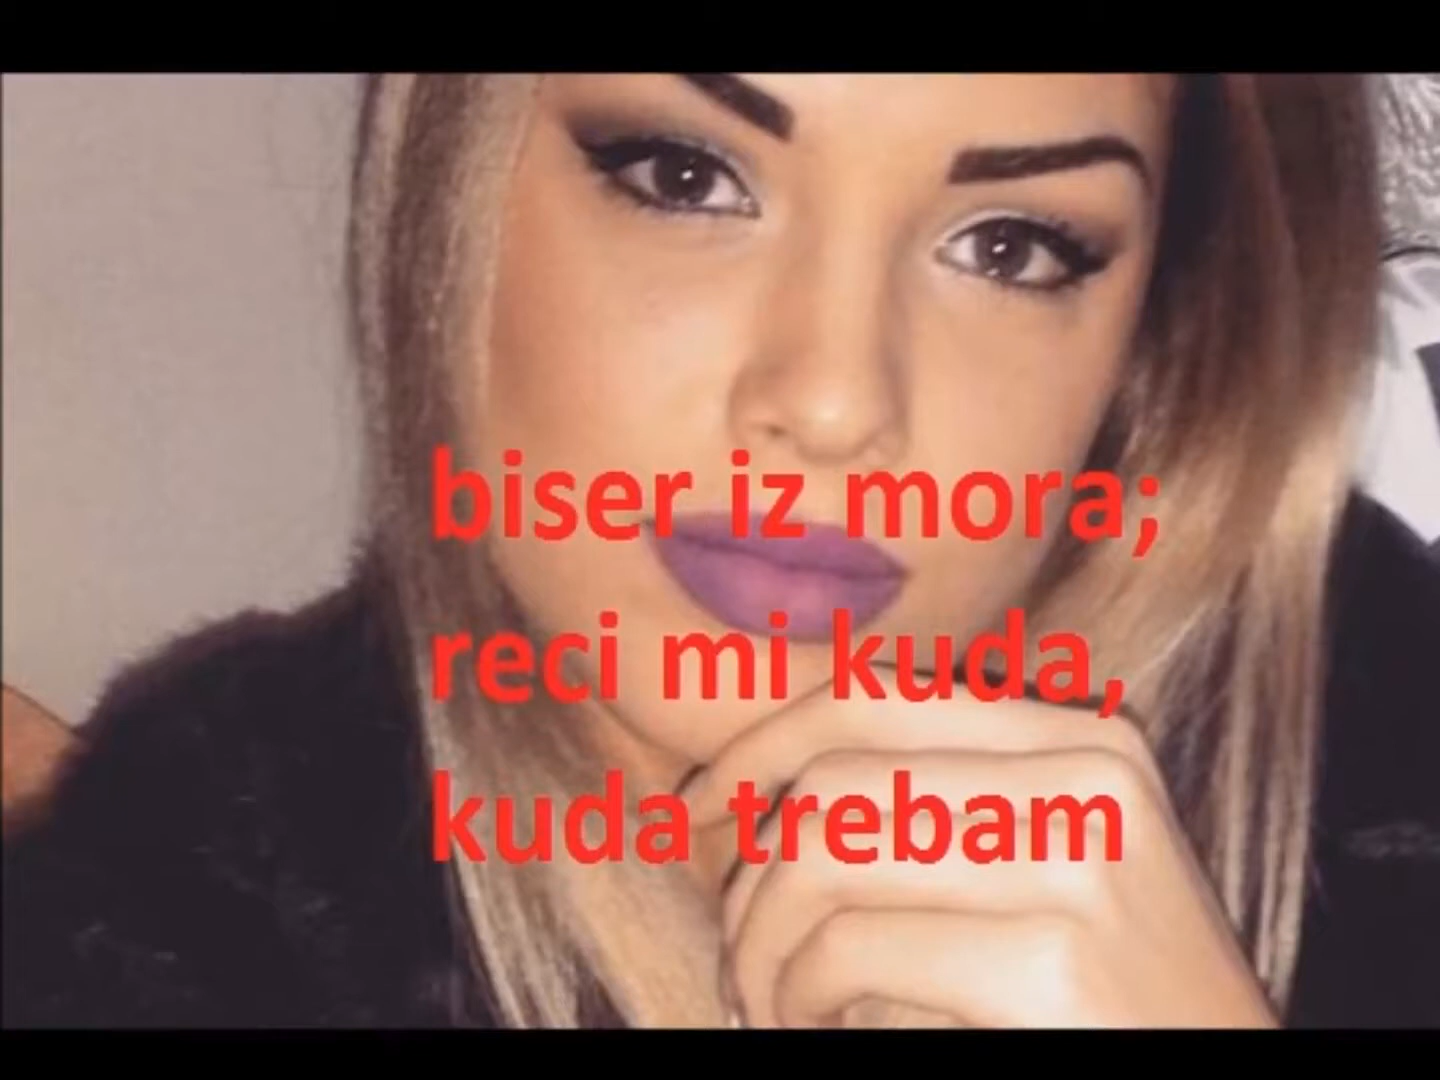 biser iz mora;
reci mi kuda,
kuda trebam